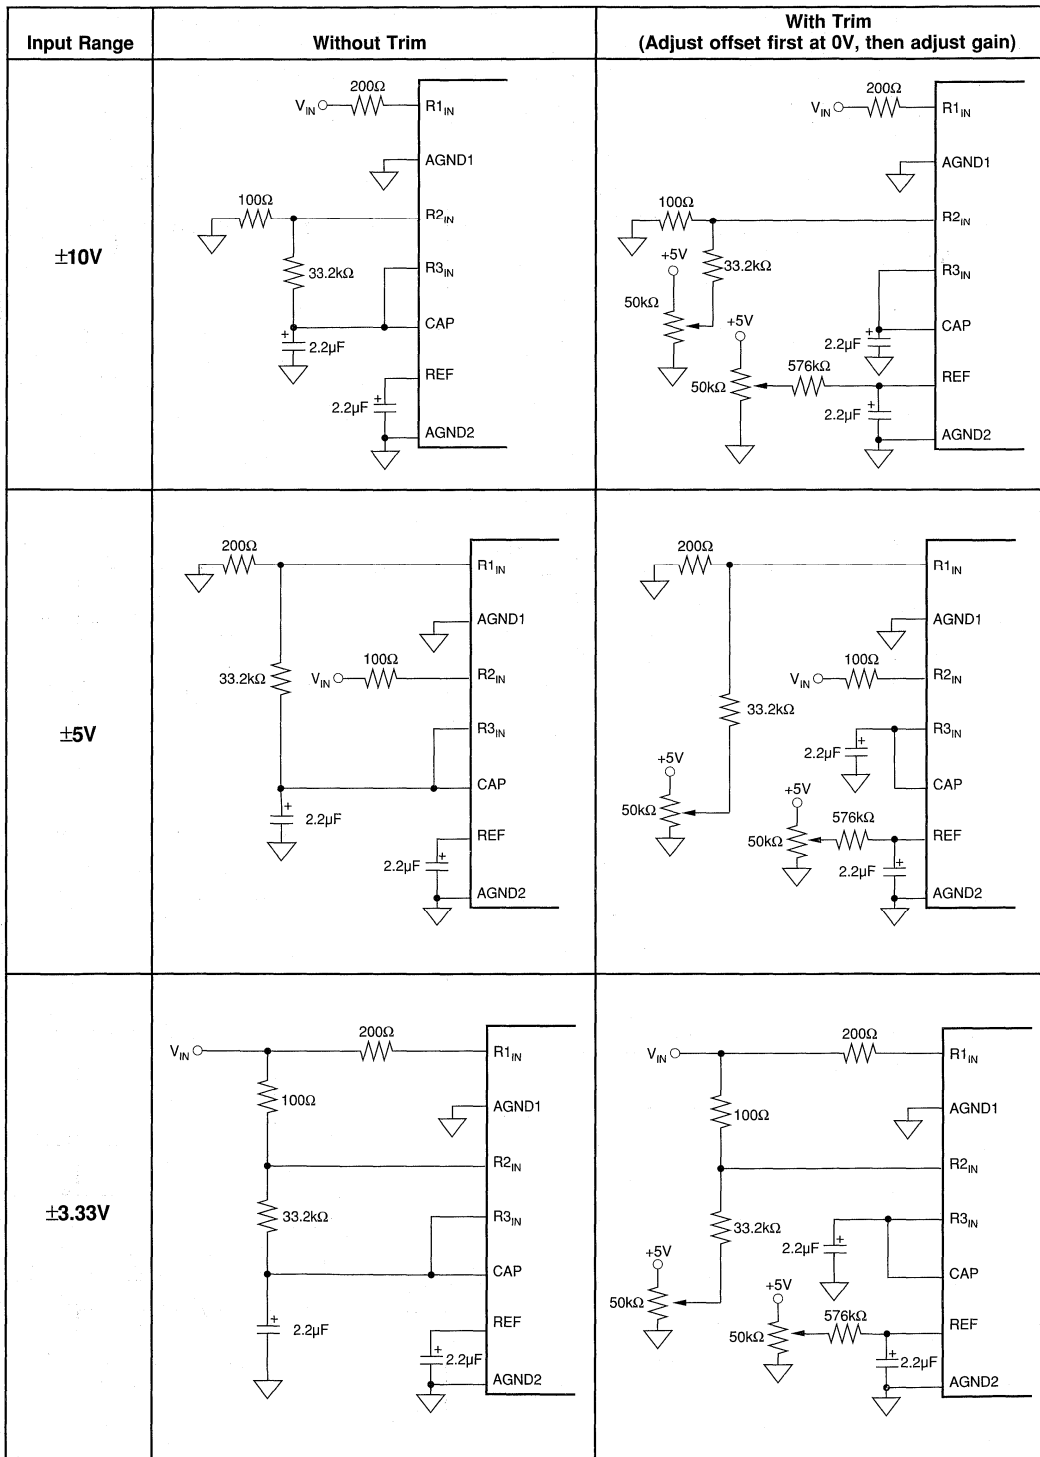 Input Range
Without Trim
With Trim
(Adjust offset first at 0V, then adjust gain)
±10V
200Ω
V_IN
R1_IN
AGND1
100Ω
R2_IN
33.2kΩ
R3_IN
CAP
+
2.2µF
REF
+
2.2µF
AGND2
200Ω
V_IN
R1_IN
AGND1
100Ω
R2_IN
+5V
33.2kΩ
R3_IN
50kΩ
+5V
CAP
+
2.2µF
576kΩ
REF
50kΩ
+
2.2µF
AGND2
±5V
200Ω
R1_IN
AGND1
100Ω
33.2kΩ
V_IN
R2_IN
R3_IN
CAP
+
2.2µF
REF
+
2.2µF
AGND2
200Ω
R1_IN
AGND1
100Ω
V_IN
R2_IN
33.2kΩ
R3_IN
+
2.2µF
+5V
CAP
+5V
50kΩ
576kΩ
REF
50kΩ
+
2.2µF
AGND2
±3.33V
200Ω
V_IN
R1_IN
100Ω
AGND1
R2_IN
33.2kΩ
R3_IN
CAP
+
2.2µF
REF
+
2.2µF
AGND2
200Ω
V_IN
R1_IN
100Ω
AGND1
R2_IN
33.2kΩ
R3_IN
+
2.2µF
+5V
CAP
+5V
50kΩ
576kΩ
REF
50kΩ
+
2.2µF
AGND2